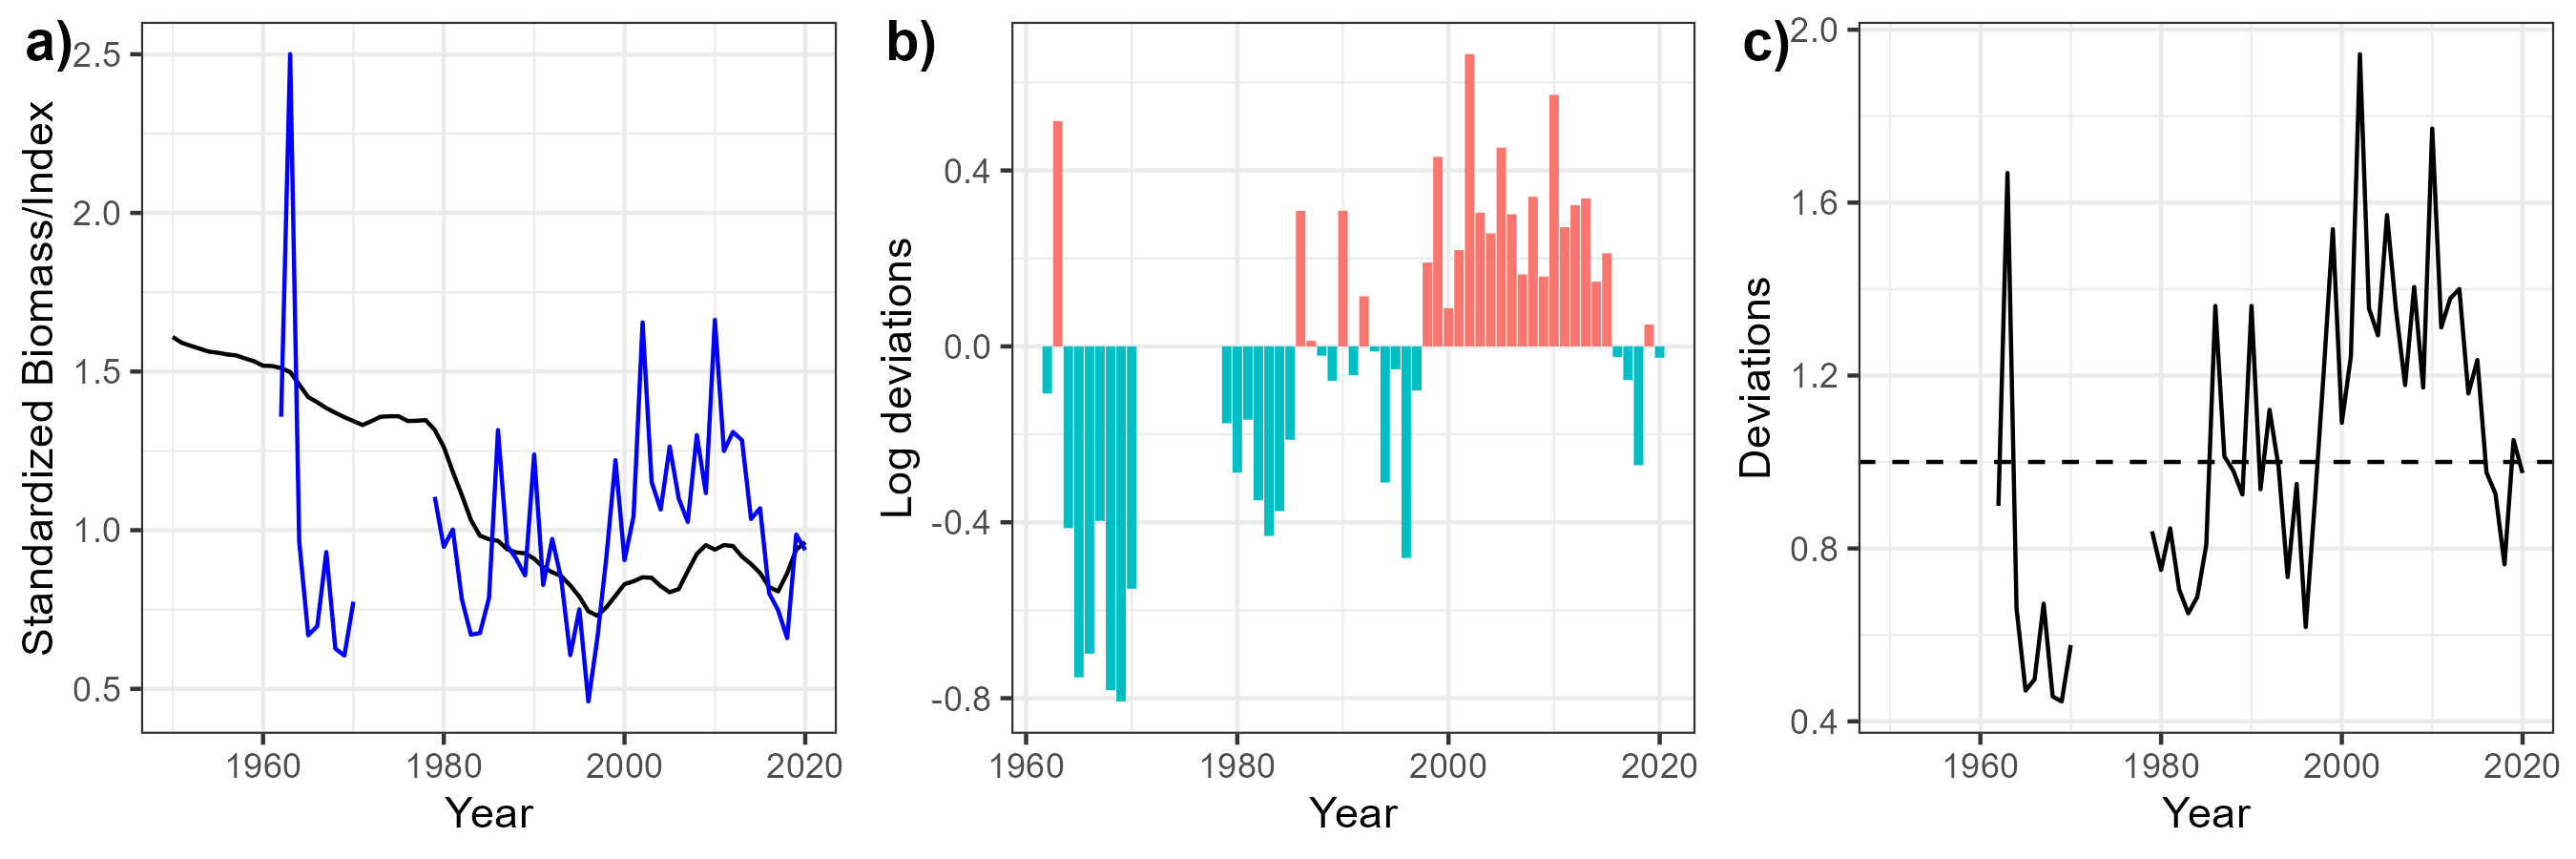 a)
Standardized Biomass/Index
2.5
2.0
1.5
1.0
0.5
1960 1980 2000 2020
Year
b)
Log deviations
0.4
0.0
-0.4
-0.8
1960 1980 2000 2020
Year
c)
Deviations
2.0
1.6
1.2
0.8
0.4
1960 1980 2000 2020
Year